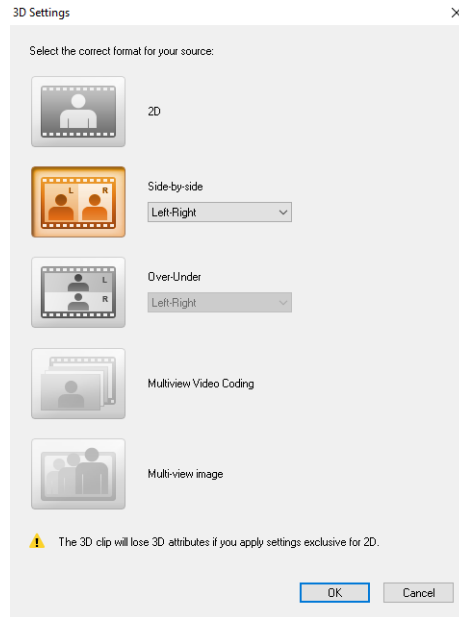 3D Settings
Select the correct format for your source:
2D
L R
Side-by-side
Left-Right
L
R
Over-Under
Left-Right
Multiview Video Coding
Multi-view image
The 3D clip will lose 3D attributes if you apply settings exclusive for 2D.
OK Cancel